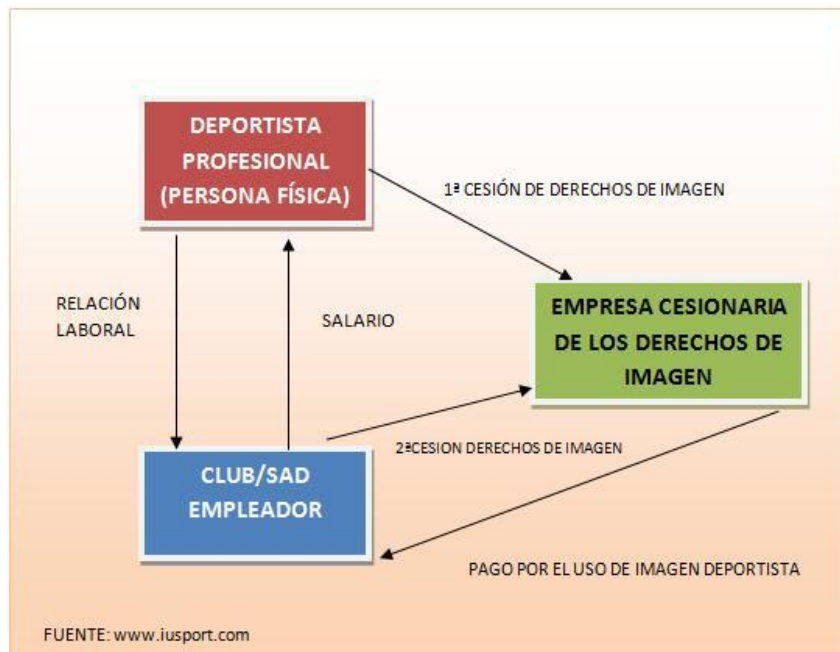 DEPORTISTA
PROFESIONAL
(PERSONA FÍSICA)
1ª CESIÓN DE DERECHOS DE IMAGEN
RELACIÓN
LABORAL
SALARIO
EMPRESA CESIONARIA
DE LOS DERECHOS DE
IMAGEN
2ªCESION DERECHOS DE IMAGEN
CLUB/SAD
EMPLEADOR
PAGO POR EL USO DE IMAGEN DEPORTISTA
FUENTE: www.iusport.com